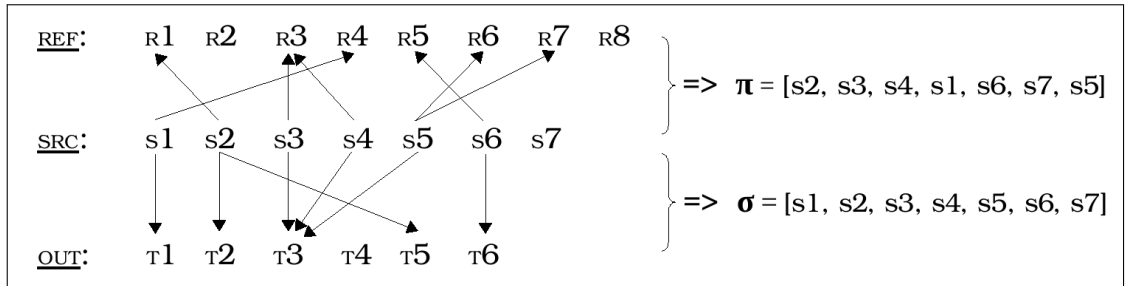 REF: R1 R2 R3 R4 R5 R6 R7 R8
=> π = [s2, s3, s4, s1, s6, s7, s5]
SRC: S1 S2 S3 S4 S5 S6 S7
=> σ = [s1, s2, s3, s4, s5, s6, s7]
OUT: T1 T2 T3 T4 T5 T6